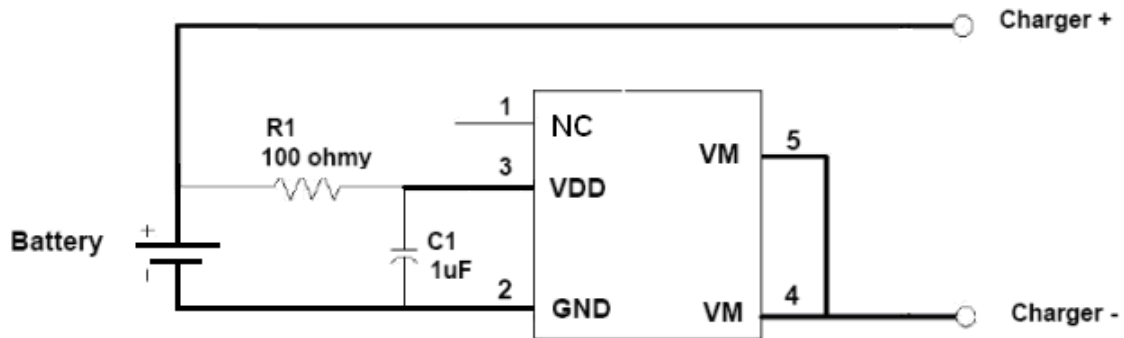 Charger +
1
NC
R1
100 ohmy
VM
5
3
VDD
+
Battery
-
C1
1uF
2
GND
VM
4
Charger -